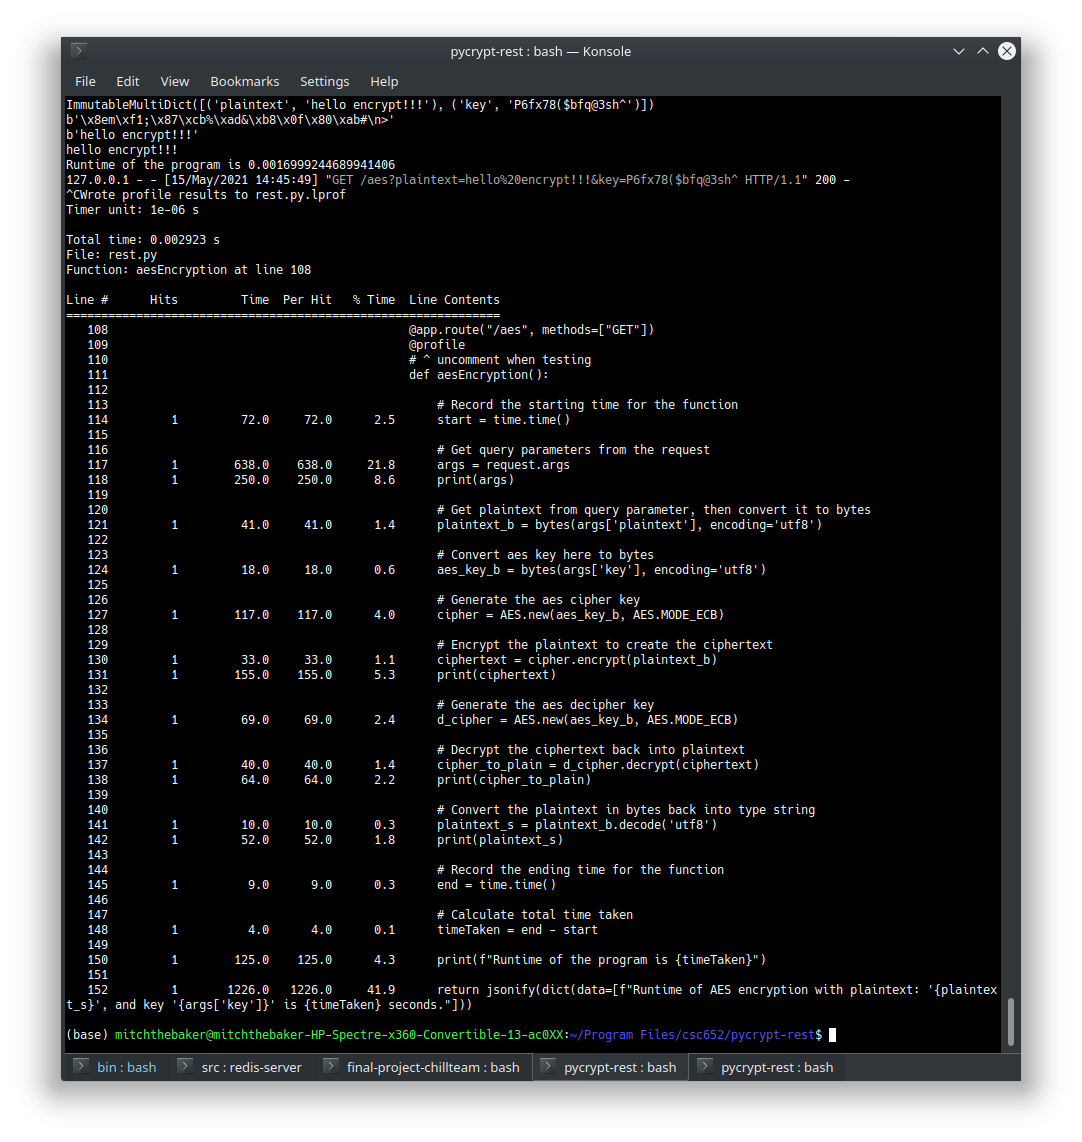 pycrypt-rest : bash — Konsole
File Edit View Bookmarks Settings Help
ImmutableMultiDict([('plaintext', 'hello encrypt!!!'), ('key', 'P6fx78($bfq@3sh^')])
b'\x8em\xf1;\x87\xcb%\xad&\xb8\x0f\x80\xab#\n>'
b'hello encrypt!!!'
hello encrypt!!!
Runtime of the program is 0.0016999244689941406
127.0.0.1 - - [15/May/2021 14:45:49] "GET /aes?plaintext=hello%20encrypt!!!&key=P6fx78($bfq@3sh^ HTTP/1.1" 200 -
^CWrote profile results to rest.py.lprof
Timer unit: 1e-06 s
Total time: 0.002923 s
File: rest.py
Function: aesEncryption at line 108
Line # Hits Time Per Hit % Time Line Contents
==============================================================
108 @app.route("/aes", methods=["GET"])
109 @profile
110 # ^ uncomment when testing
111 def aesEncryption():
112
113 # Record the starting time for the function
114 1 72.0 72.0 2.5 start = time.time()
115
116 # Get query parameters from the request
117 1 638.0 638.0 21.8 args = request.args
118 1 250.0 250.0 8.6 print(args)
119
120 # Get plaintext from query parameter, then convert it to bytes
121 1 41.0 41.0 1.4 plaintext_b = bytes(args['plaintext'], encoding='utf8')
122
123 # Convert aes key here to bytes
124 1 18.0 18.0 0.6 aes_key_b = bytes(args['key'], encoding='utf8')
125
126 # Generate the aes cipher key
127 1 117.0 117.0 4.0 cipher = AES.new(aes_key_b, AES.MODE_ECB)
128
129 # Encrypt the plaintext to create the ciphertext
130 1 33.0 33.0 1.1 ciphertext = cipher.encrypt(plaintext_b)
131 1 155.0 155.0 5.3 print(ciphertext)
132
133 # Generate the aes decipher key
134 1 69.0 69.0 2.4 d_cipher = AES.new(aes_key_b, AES.MODE_ECB)
135
136 # Decrypt the ciphertext back into plaintext
137 1 40.0 40.0 1.4 cipher_to_plain = d_cipher.decrypt(ciphertext)
138 1 64.0 64.0 2.2 print(cipher_to_plain)
139
140 # Convert the plaintext in bytes back into type string
141 1 10.0 10.0 0.3 plaintext_s = plaintext_b.decode('utf8')
142 1 52.0 52.0 1.8 print(plaintext_s)
143
144 # Record the ending time for the function
145 1 9.0 9.0 0.3 end = time.time()
146
147 # Calculate total time taken
148 1 4.0 4.0 0.1 timeTaken = end - start
149
150 1 125.0 125.0 4.3 print(f"Runtime of the program is {timeTaken}")
151
152 1 1226.0 1226.0 41.9 return jsonify(dict(data=[f"Runtime of AES encryption with plaintext: '{plaintex
t_s}', and key '{args['key']}' is {timeTaken} seconds."]))
(base) mitchthebaker@mitchthebaker-HP-Spectre-x360-Convertible-13-ac0XX:~/Program Files/csc652/pycrypt-rest$
bin : bash src : redis-server final-project-chillteam : bash pycrypt-rest : bash pycrypt-rest : bash